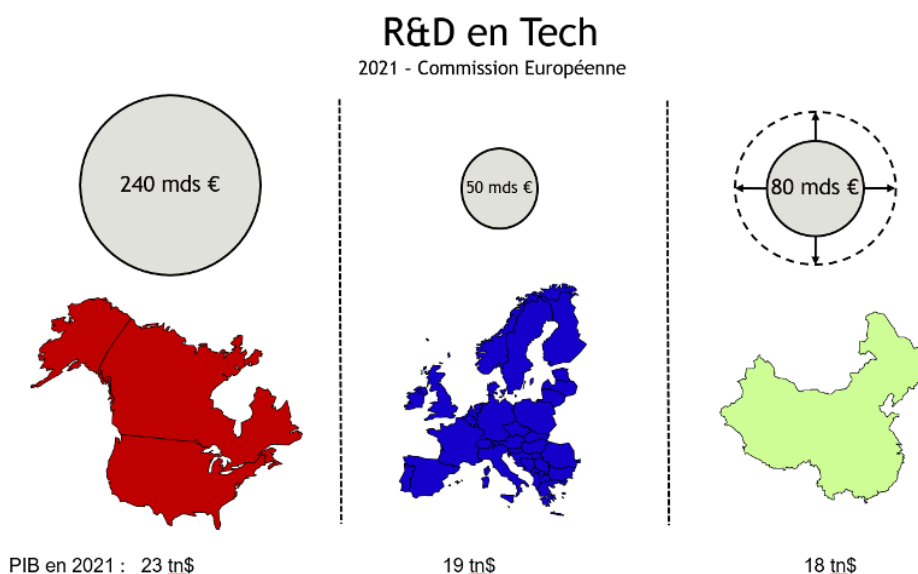 R&D en Tech
2021 - Commission Européenne
240 mds €
50 mds €
80 mds €
PIB en 2021 : 23 tn$
19 tn$
18 tn$